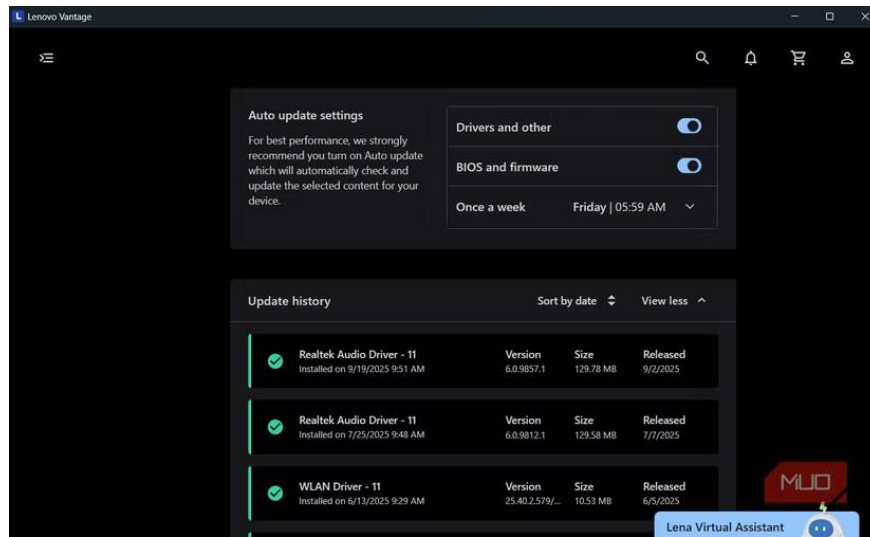 Lenovo Vantage
Auto update settings
For best performance, we strongly
recommend you turn on Auto update
which will automatically check and
update the selected content for your
device.
Drivers and other
BIOS and firmware
Once a week Friday | 05:59 AM
Update history Sort by date View less
Realtek Audio Driver - 11 Version Size Released
Installed on 9/19/2025 9:51 AM 6.0.9857.1 129.78 MB 9/2/2025
Realtek Audio Driver - 11 Version Size Released
Installed on 7/25/2025 9:48 AM 6.0.9812.1 129.58 MB 7/7/2025
WLAN Driver - 11 Version Size Released
Installed on 6/13/2025 9:29 AM 25.40.2.579/... 10.53 MB 6/5/2025
MUO
Lena Virtual Assistant